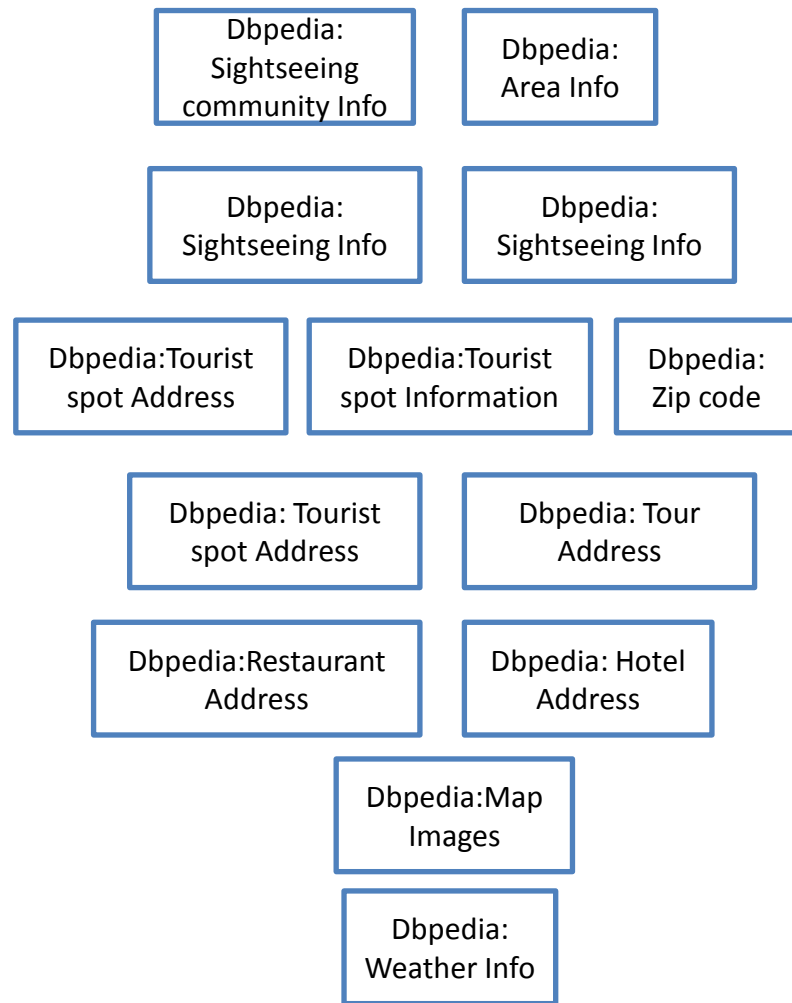 Dbpedia:
Sightseeing
community Info
Dbpedia:
Area Info
Dbpedia:
Sightseeing Info
Dbpedia:
Sightseeing Info
Dbpedia:Tourist
spot Address
Dbpedia:Tourist
spot Information
Dbpedia:
Zip code
Dbpedia: Tourist
spot Address
Dbpedia: Tour
Address
Dbpedia:Restaurant
Address
Dbpedia: Hotel
Address
Dbpedia:Map
Images
Dbpedia:
Weather Info